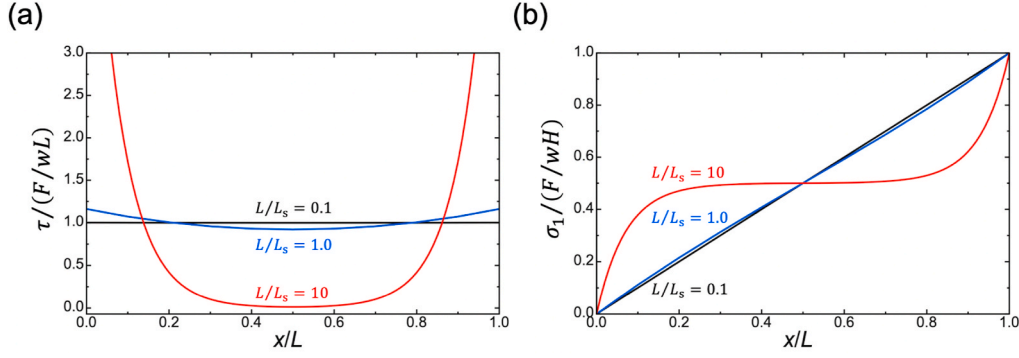 (a)
3.0
2.5
2.0
1.5
1.0
0.5
0.0
τ/(F/wL)
L/Ls = 0.1
L/Ls = 1.0
L/Ls = 10
0.0 0.2 0.4 0.6 0.8 1.0
x/L
(b)
1.0
0.8
0.6
0.4
0.2
0.0
σ1/(F/wH)
L/Ls = 10
L/Ls = 1.0
L/Ls = 0.1
0.0 0.2 0.4 0.6 0.8 1.0
x/L